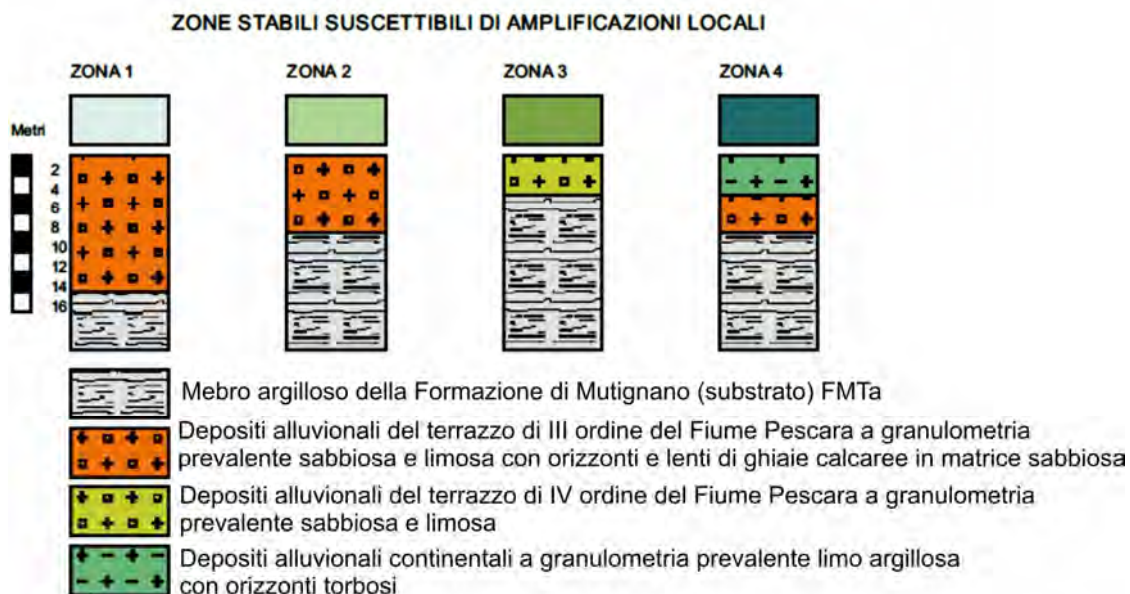 ZONE STABILI SUSCETTIBILI DI AMPLIFICAZIONI LOCALI
ZONA 1
ZONA 2
ZONA 3
ZONA 4
Metri
2
4
6
8
10
12
14
16
Mebro argilloso della Formazione di Mutignano (substrato) FMTa
Depositi alluvionali del terrazzo di III ordine del Fiume Pescara a granulometria
prevalente sabbiosa e limosa con orizzonti e lenti di ghiaie calcaree in matrice sabbiosa
Depositi alluvionali del terrazzo di IV ordine del Fiume Pescara a granulometria
prevalente sabbiosa e limosa
Depositi alluvionali continentali a granulometria prevalente limo argillosa
con orizzonti torbosi